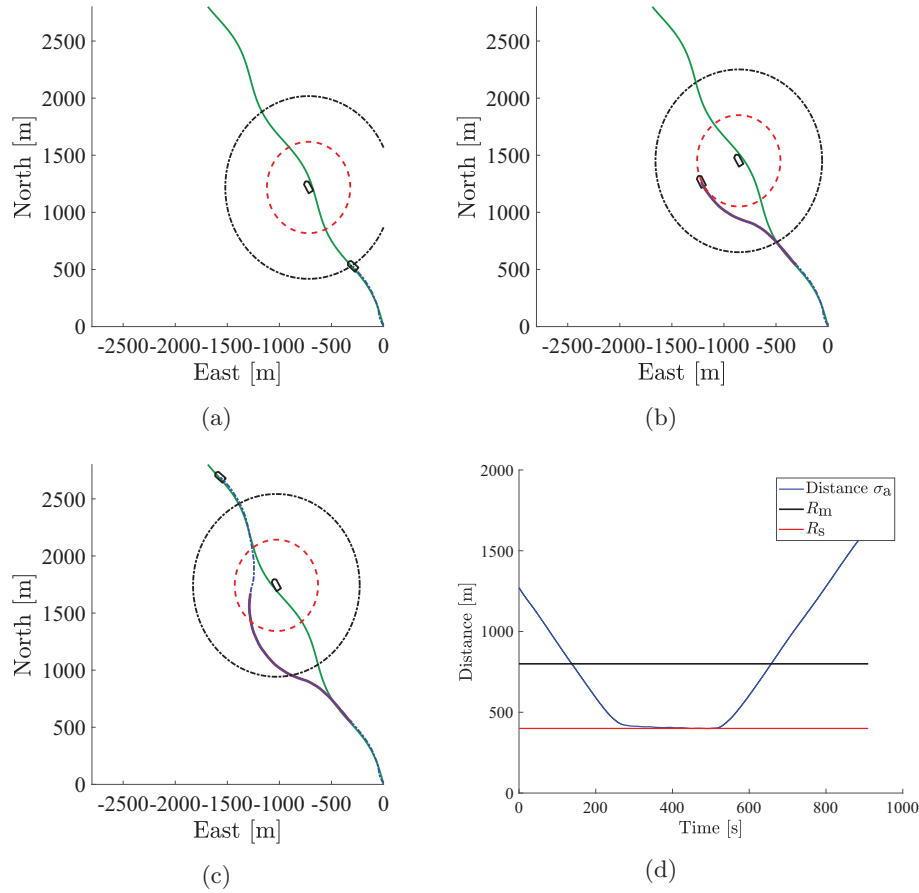 2500
2000
1500
1000
500
0
North [m]
-2500-2000-1500-1000 -500 0
East [m]
(a)
2500
2000
1500
1000
500
0
North [m]
-2500-2000-1500-1000 -500 0
East [m]
(b)
2500
2000
1500
1000
500
0
North [m]
-2500-2000-1500-1000 -500 0
East [m]
(c)
2000
1500
1000
500
0
Distance [m]
Distance σa
Rm
Rs
0 200 400 600 800 1000
Time [s]
(d)